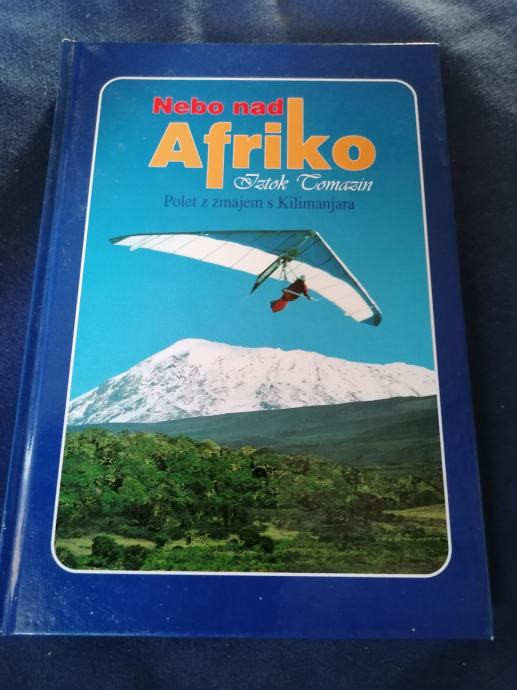 Nebo nad
Afriko
Iztok Tomazin
Polet z zmajem s Kilimanjara